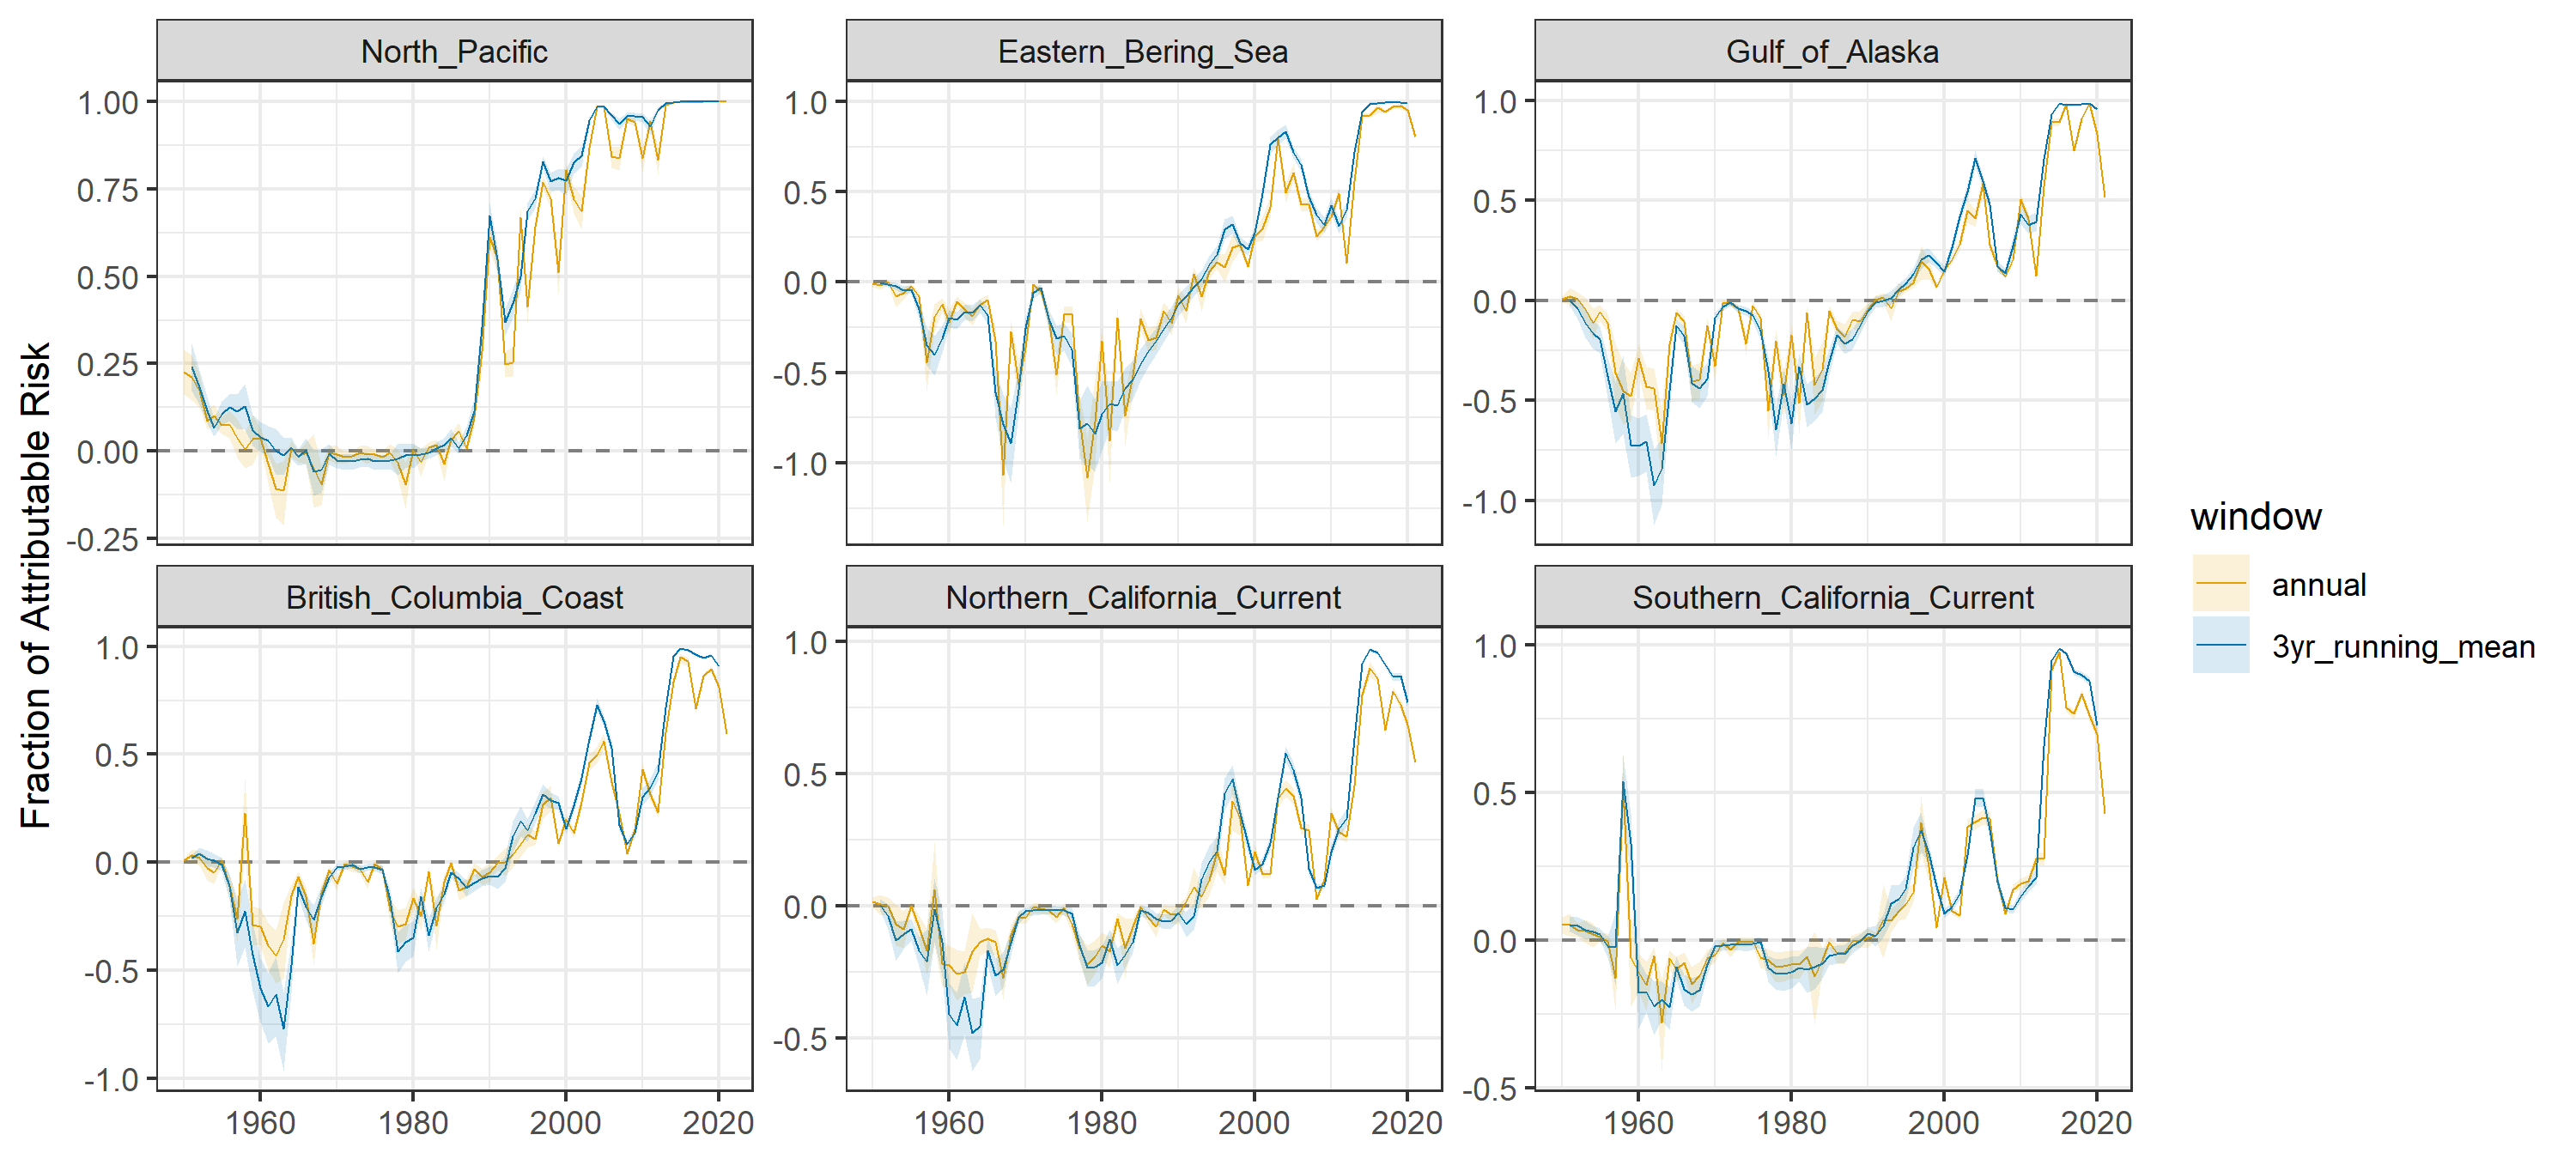 North_Pacific
Eastern_Bering_Sea
Gulf_of_Alaska
1.00
0.75
0.50
0.25
0.00
-0.25
1.0
0.5
0.0
-0.5
-1.0
1.0
0.5
0.0
-0.5
-1.0
Fraction of Attributable Risk
British_Columbia_Coast
Northern_California_Current
Southern_California_Current
1.0
0.5
0.0
-0.5
-1.0
1.0
0.5
0.0
-0.5
1.0
0.5
0.0
-0.5
1960 1980 2000 2020
1960 1980 2000 2020
1960 1980 2000 2020
window
annual
3yr_running_mean